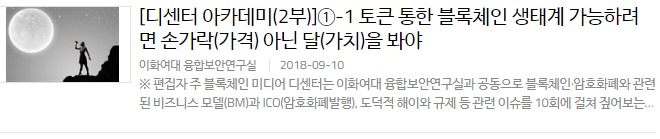 [디센터 아카데미(2부)]①-1 토큰 통한 블록체인 생태계 가능하려
면 손가락(가격) 아닌 달(가치)을 봐야
이화여대 융합보안연구실 | 2018-09-10
※ 편집자 주 블록체인 미디어 디센터는 이화여대 융합보안연구실과 공동으로 블록체인·암호화폐와 관련
된 비즈니스 모델(BM)과 ICO(암호화폐발행), 도덕적 해이와 규제 등 관련 이슈를 10회에 걸쳐 짚어보는...